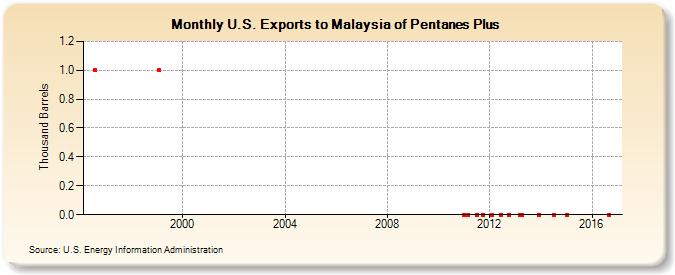 Monthly U.S. Exports to Malaysia of Pentanes Plus
Thousand Barrels
1.2
1.0
0.8
0.6
0.4
0.2
0.0
2000 2004 2008 2012 2016
Source: U.S. Energy Information Administration